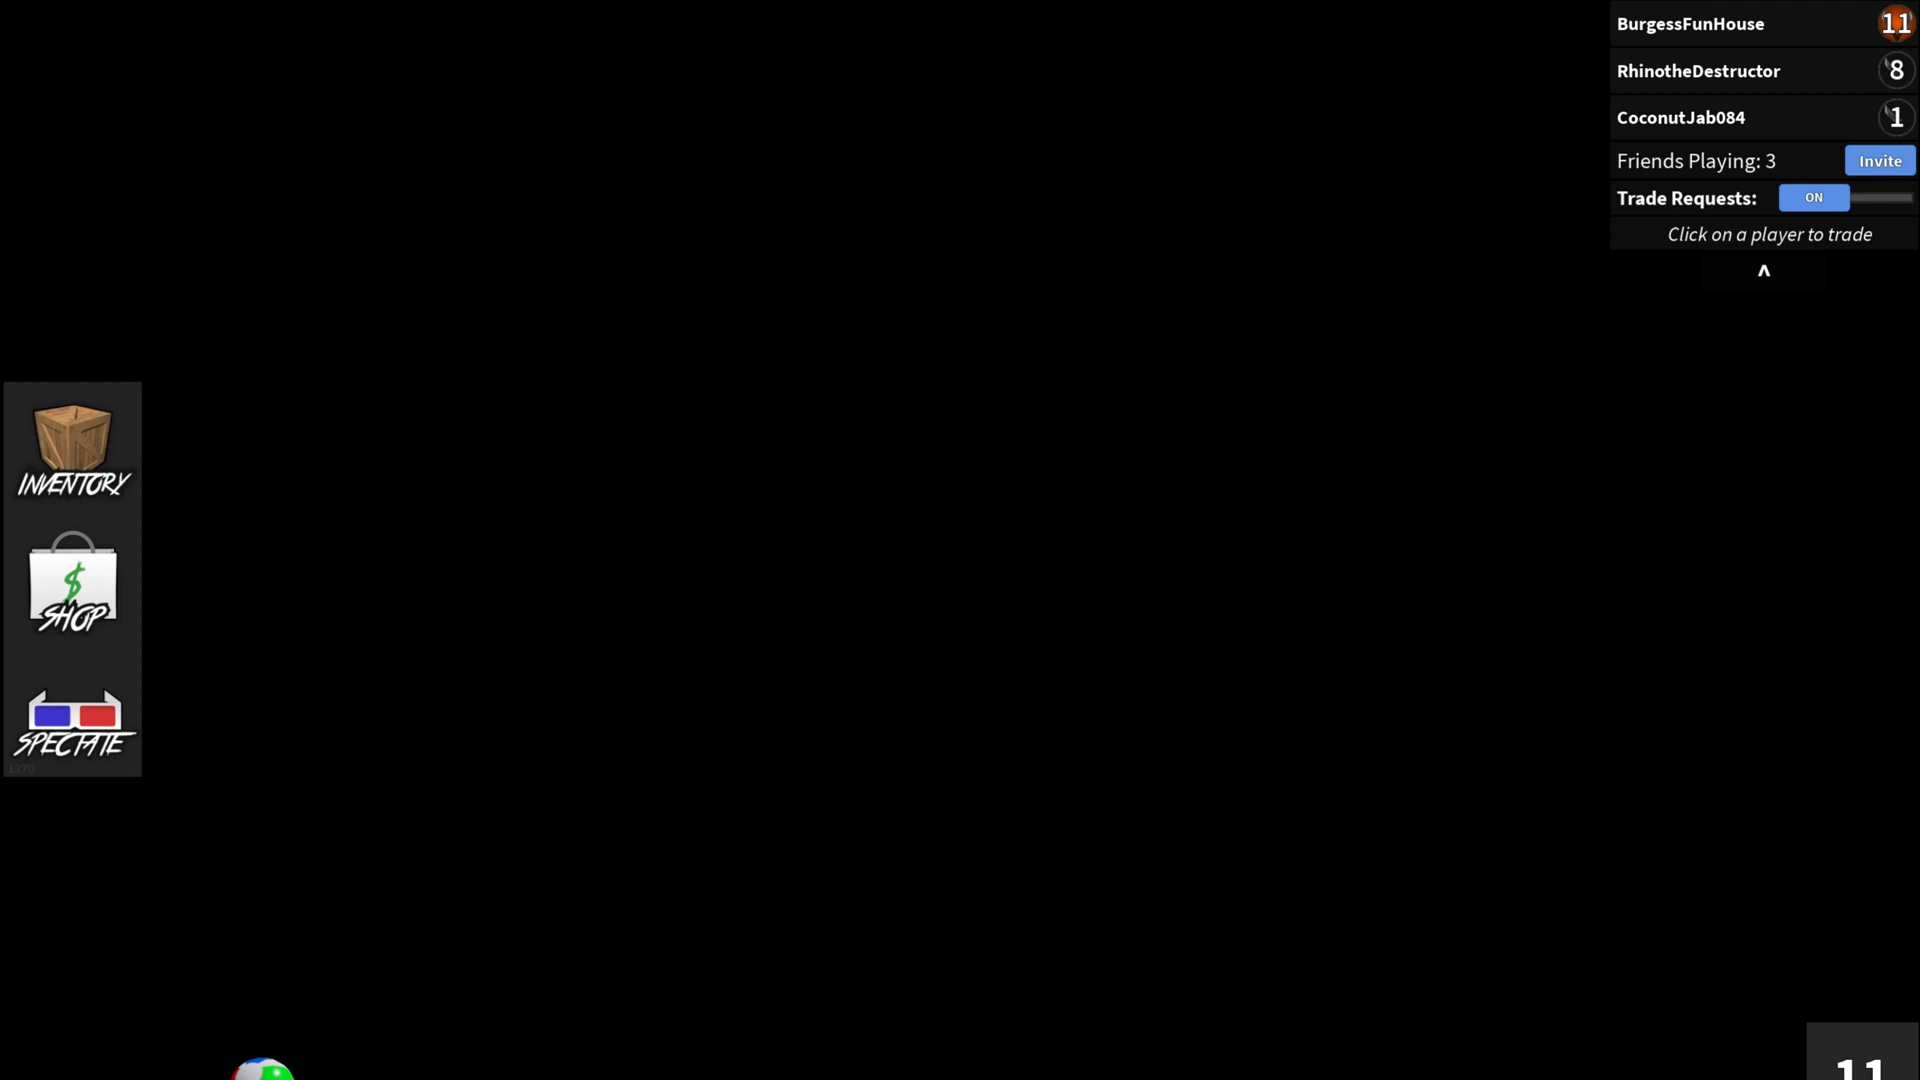 BurgessFunHouse 11
RhinotheDestructor 8
CoconutJab084 1
Friends Playing: 3 Invite
Trade Requests: ON
Click on a player to trade
^
INVENTORY
$
SHOP
SPECTATE
1370
11